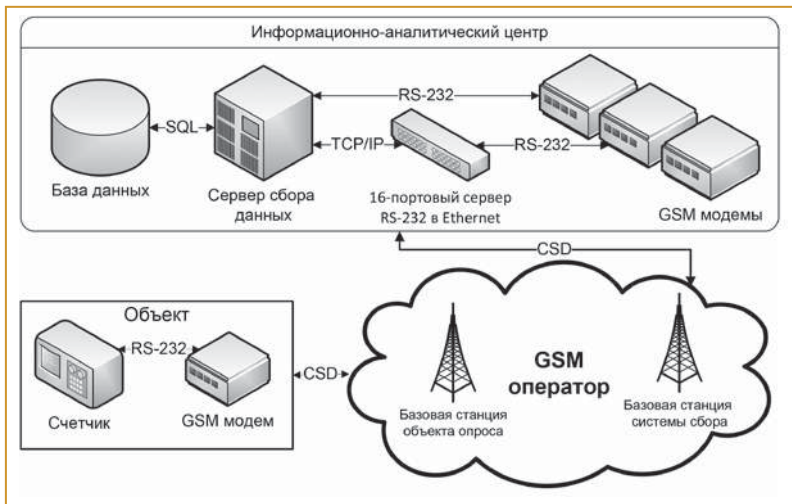 Информационно-аналитический центр
RS-232
SQL
TCP/IP
RS-232
База данных
Сервер сбора
данных
16-портовый сервер
RS-232 в Ethernet
GSM модемы
CSD
Объект
RS-232
Счетчик
GSM модем
CSD
GSM
оператор
Базовая станция
объекта опроса
Базовая станция
системы сбора